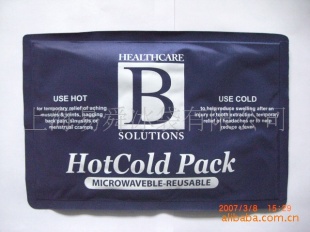 HEALTHCARE
B
SOLUTIONS
USE HOT
for temporary relief of aching
muscles & joints, nagging
back pain, sinusitis or
menstrual cramps
USE COLD
to help reduce swelling after an
injury or tooth extraction, temporary
relief of headaches or to help
reduce a fever
HotCold Pack
MICROWAVEBLE-REUSABLE
2007/3/8 15:29
alibaba.com.cn